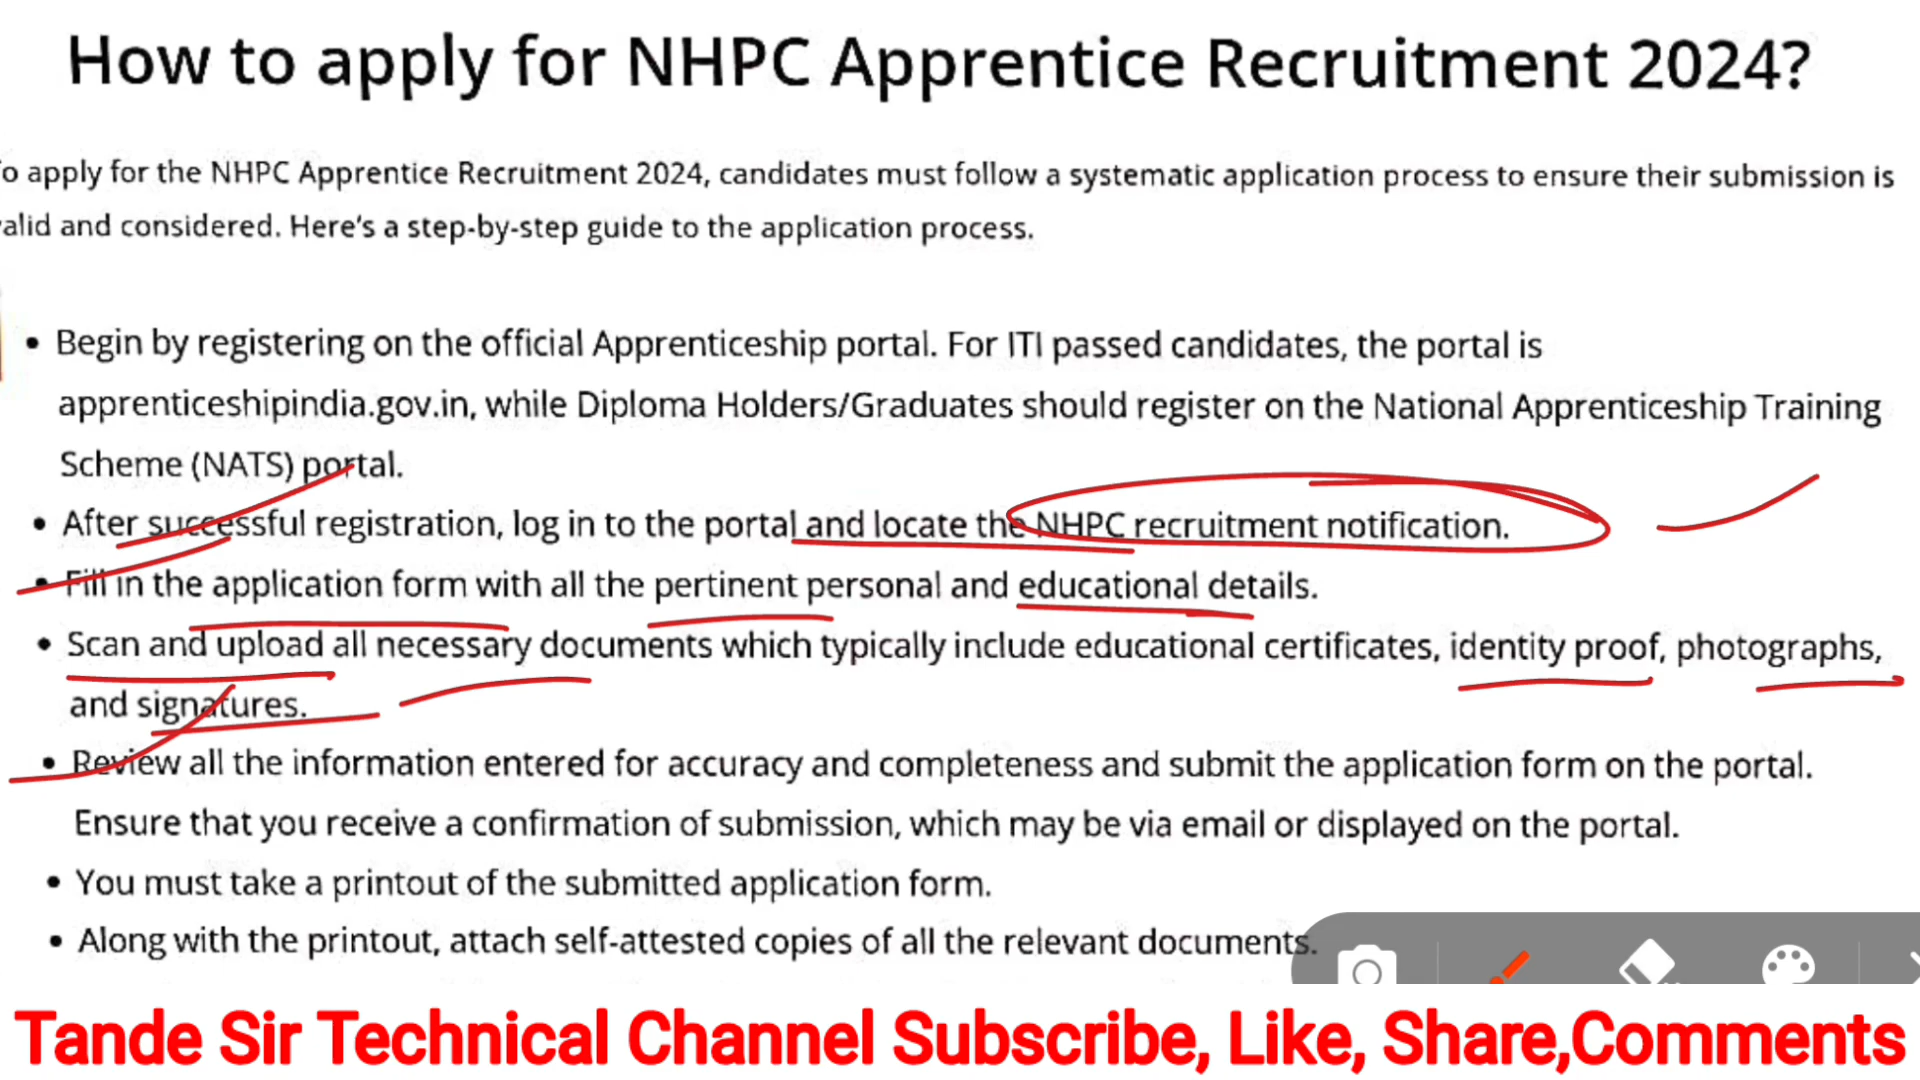 How to apply for NHPC Apprentice Recruitment 2024?
o apply for the NHPC Apprentice Recruitment 2024, candidates must follow a systematic application process to ensure their submission is
alid and considered. Here's a step-by-step guide to the application process.
• Begin by registering on the official Apprenticeship portal. For ITI passed candidates, the portal is
apprenticeshipindia.gov.in, while Diploma Holders/Graduates should register on the National Apprenticeship Training
Scheme (NATS) portal.
• After successful registration, log in to the portal and locate the NHPC recruitment notification.
• Fill in the application form with all the pertinent personal and educational details.
• Scan and upload all necessary documents which typically include educational certificates, identity proof, photographs,
and signatures.
• Review all the information entered for accuracy and completeness and submit the application form on the portal.
Ensure that you receive a confirmation of submission, which may be via email or displayed on the portal.
• You must take a printout of the submitted application form.
• Along with the printout, attach self-attested copies of all the relevant documents.
Tande Sir Technical Channel Subscribe, Like, Share,Comments